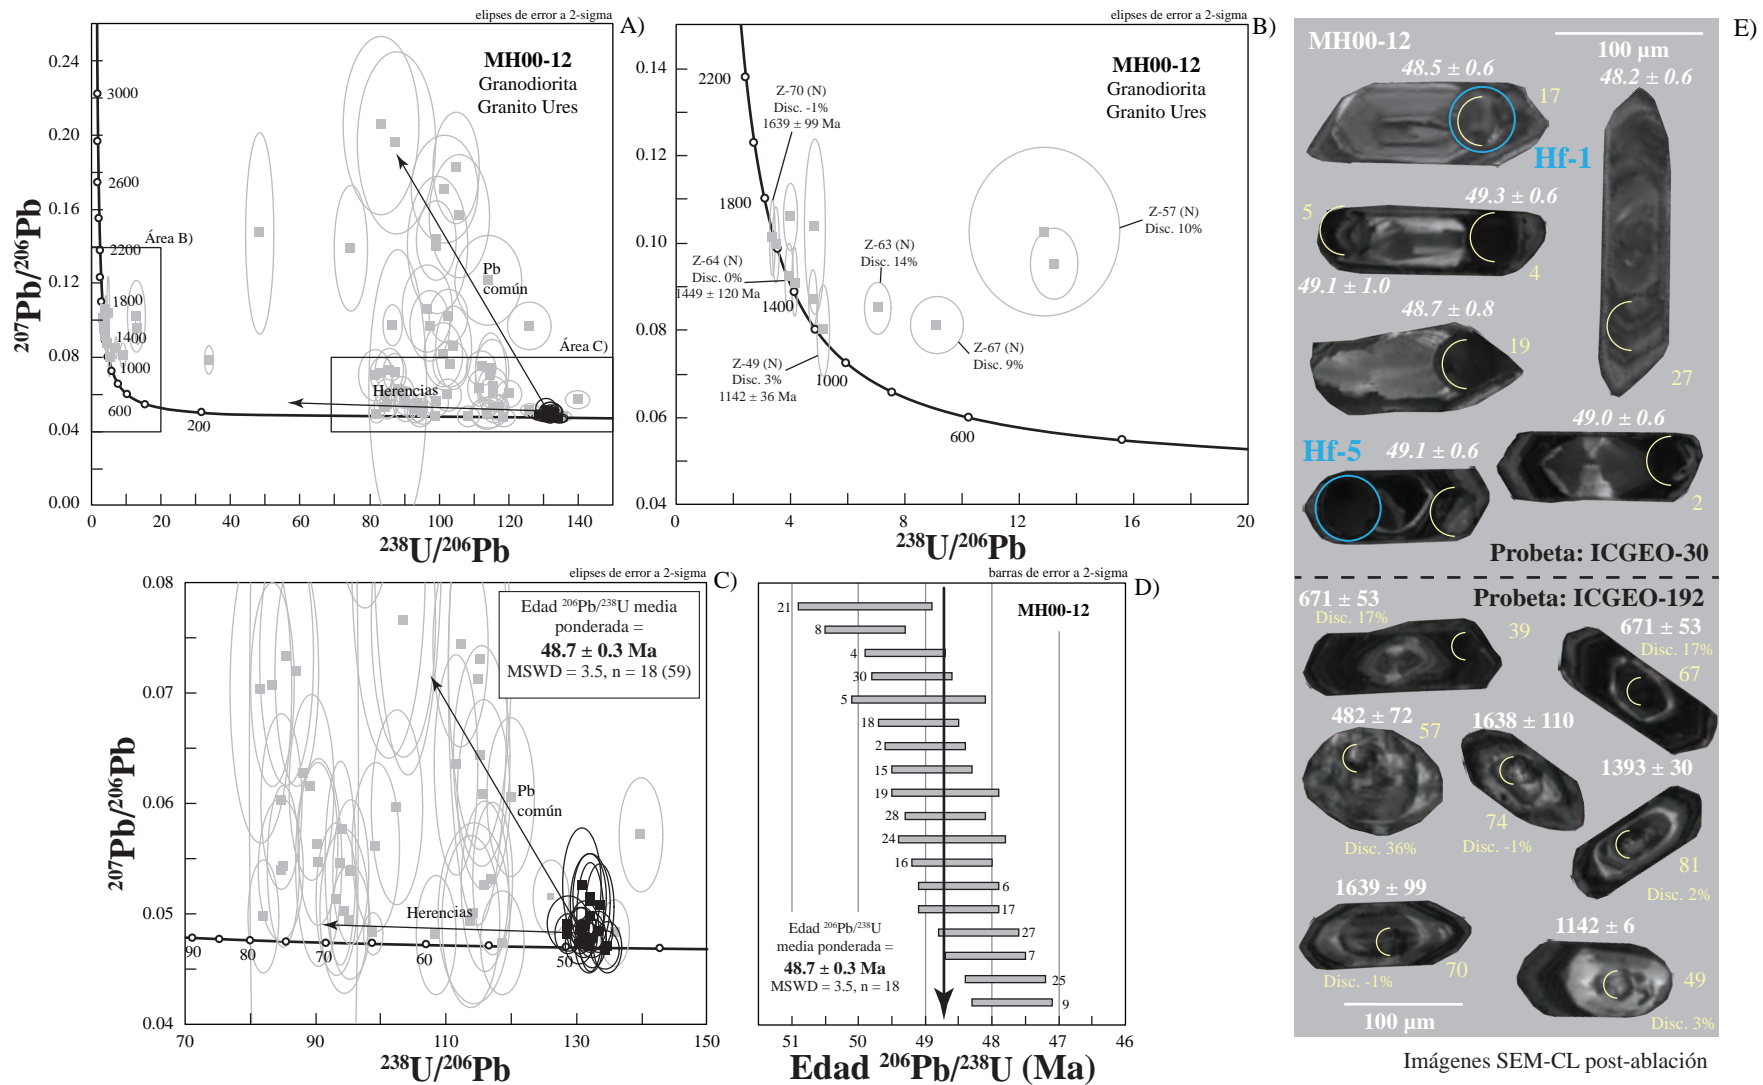 elipses de error a 2-sigma
A)
MH00-12
Granodiorita
Granito Ures
0.24
0.20
0.16
0.12
0.08
0.04
0.00
207Pb/206Pb
3000
2600
2200
1800
1400
1000
600
200
Área B)
Área C)
Pb
común
Herencias
0
20
40
60
80
100
120
140
238U/206Pb
elipses de error a 2-sigma
B)
MH00-12
Granodiorita
Granito Ures
0.14
0.12
0.10
0.08
0.06
0.04
2200
1800
1400
1000
600
Z-70 (N)
Disc. -1%
1639 ± 99 Ma
Z-64 (N)
Disc. 0%
1449 ± 120 Ma
Z-49 (N)
Disc. 3%
1142 ± 36 Ma
Z-63 (N)
Disc. 14%
Z-67 (N)
Disc. 9%
Z-57 (N)
Disc. 10%
0
4
8
12
16
20
238U/206Pb
elipses de error a 2-sigma
C)
Edad 206Pb/238U media
ponderada =
48.7 ± 0.3 Ma
MSWD = 3.5, n = 18 (59)
0.08
0.07
0.06
0.05
0.04
207Pb/206Pb
Pb
común
Herencias
90
80
70
60
50
70
90
110
130
150
238U/206Pb
barras de error a 2-sigma
D)
MH00-12
21
8
4
30
5
18
2
15
19
28
24
16
6
17
27
7
25
9
Edad 206Pb/238U
media ponderada =
48.7 ± 0.3 Ma
MSWD = 3.5, n = 18
51
50
49
48
47
46
Edad 206Pb/238U (Ma)
E)
MH00-12
100 µm
48.5 ± 0.6
48.2 ± 0.6
17
Hf-1
49.3 ± 0.6
5
4
49.1 ± 1.0
48.7 ± 0.8
19
27
49.0 ± 0.6
Hf-5
49.1 ± 0.6
2
Probeta: ICGEO-30
Probeta: ICGEO-192
671 ± 53
Disc. 17%
39
671 ± 53
Disc. 17%
67
482 ± 72
57
Disc. 36%
1638 ± 110
74
Disc. -1%
1393 ± 30
81
Disc. 2%
1639 ± 99
Disc. -1%
70
1142 ± 6
49
Disc. 3%
100 µm
Imágenes SEM-CL post-ablación